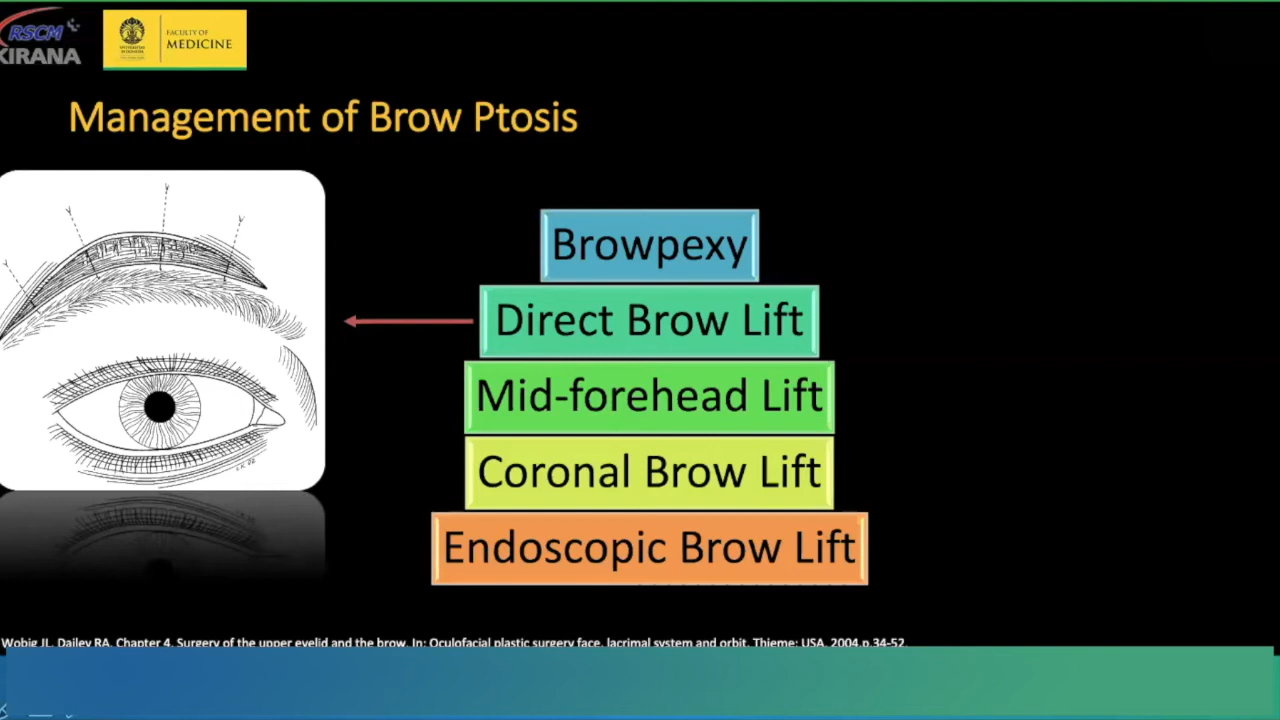 RSCM
KIRANA
FACULTY OF
MEDICINE
Management of Brow Ptosis
Browpexy
Direct Brow Lift
Mid-forehead Lift
Coronal Brow Lift
Endoscopic Brow Lift
Wobig JL, Dailey RA. Chapter 4. Surgery of the upper eyelid and the brow. In: Oculofacial plastic surgery face, lacrimal system and orbit. Thieme: USA. 2004.p.34-52.